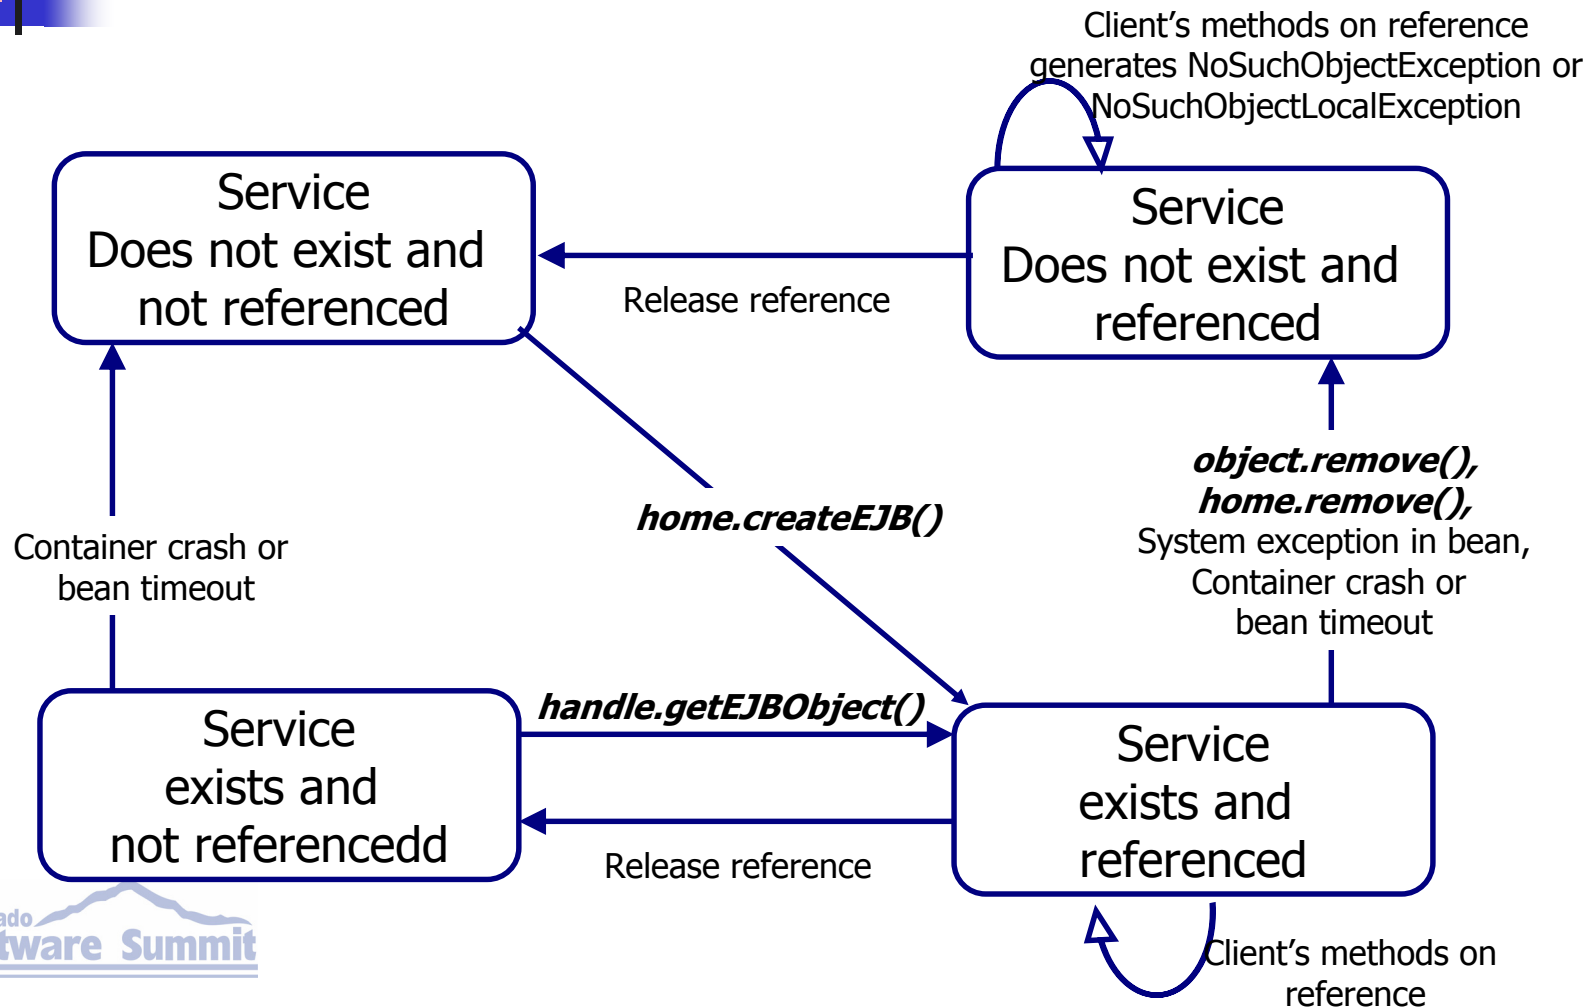 Client's methods on reference
generates NoSuchObjectException or
NoSuchObjectLocalException
Service
Does not exist and
not referenced
Service
Does not exist and
referenced
Release reference
object.remove(),
home.remove(),
System exception in bean,
Container crash or
bean timeout
home.createEJB()
Container crash or
bean timeout
handle.getEJBObject()
Service
exists and
not referencedd
Service
exists and
referenced
Release reference
Client's methods on
reference
ado
tware Summit